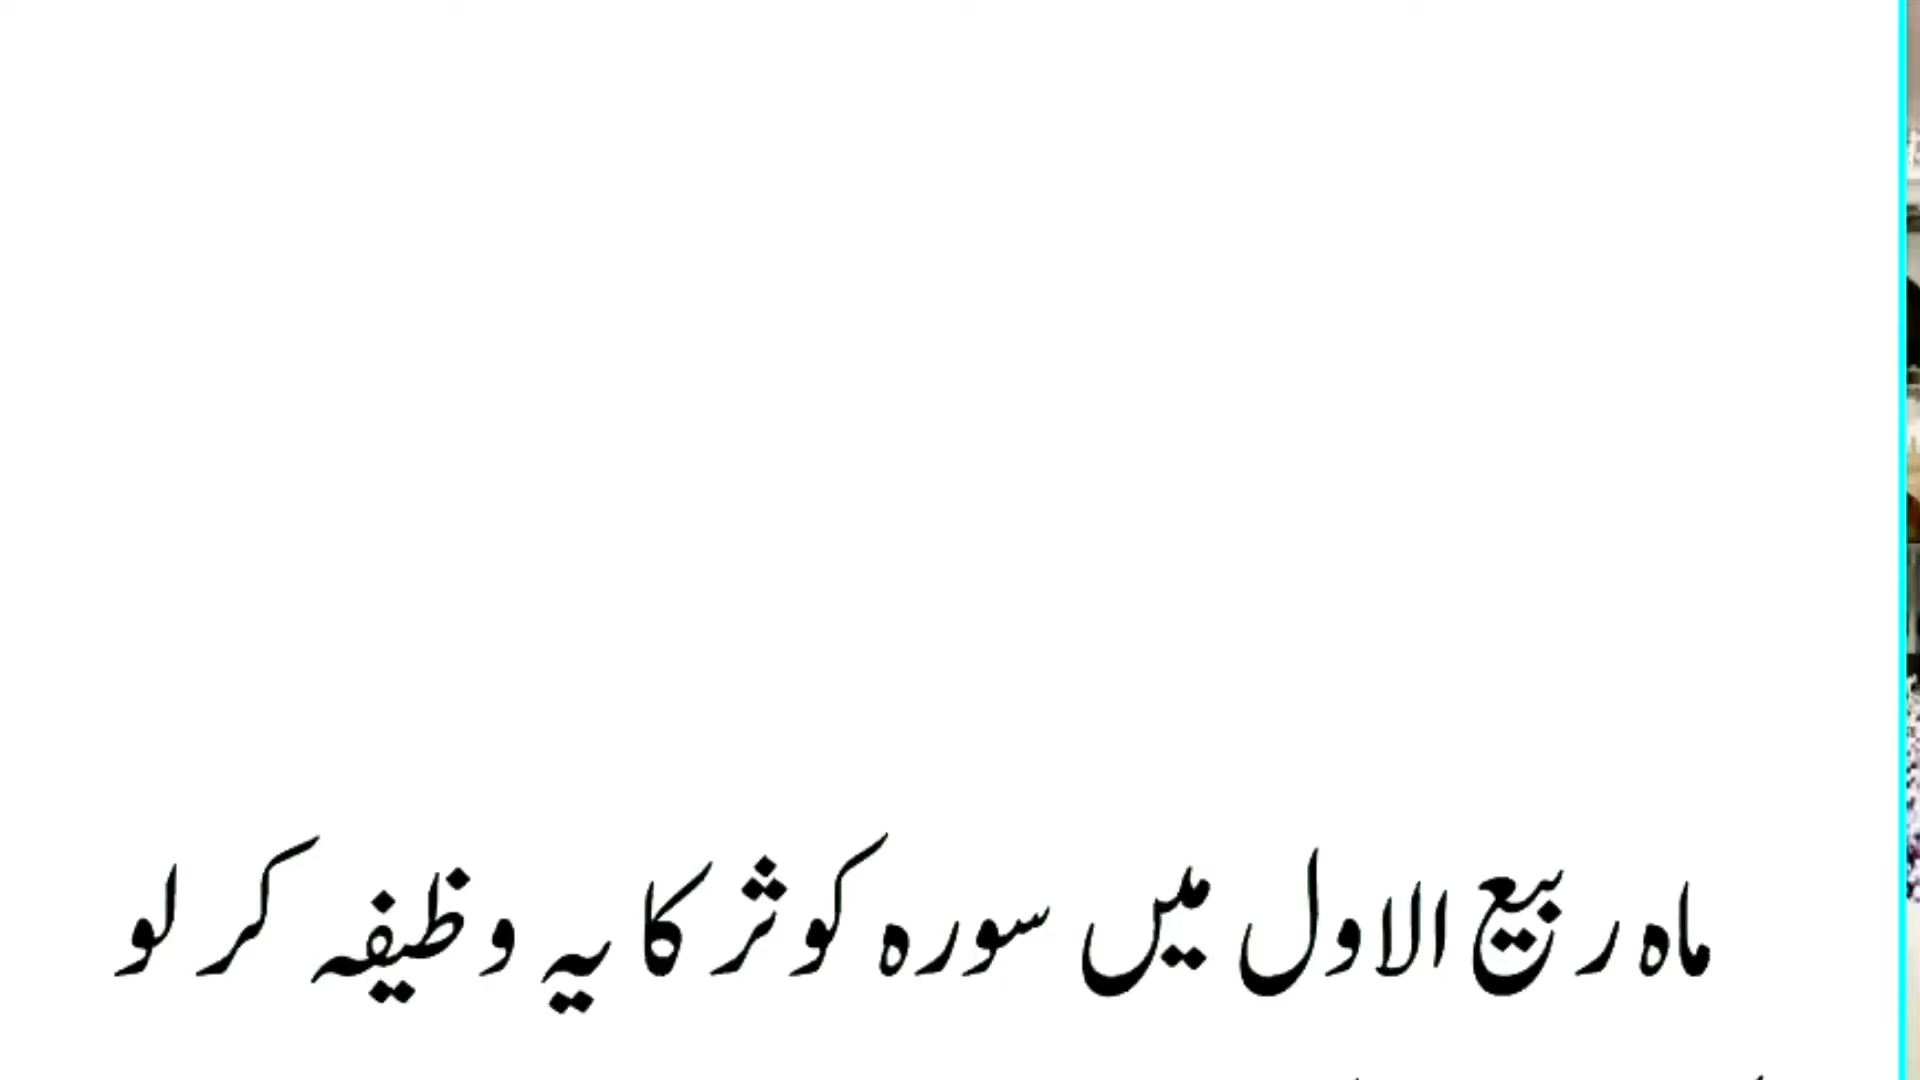 ماہ ربیع الاول میں سورہ کوثر کا یہ وظیفہ کر لو